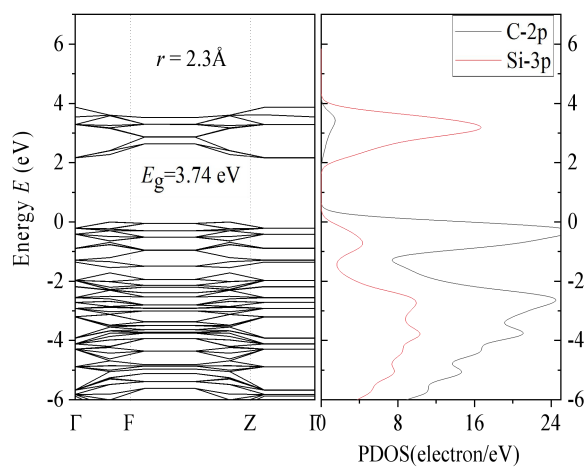 r = 2.3Å
E_g=3.74 eV
Energy E (eV)
6
4
2
0
-2
-4
-6
Γ F Z Γ
C-2p
Si-3p
6
4
2
0
-2
-4
-6
0 8 16 24
PDOS(electron/eV)